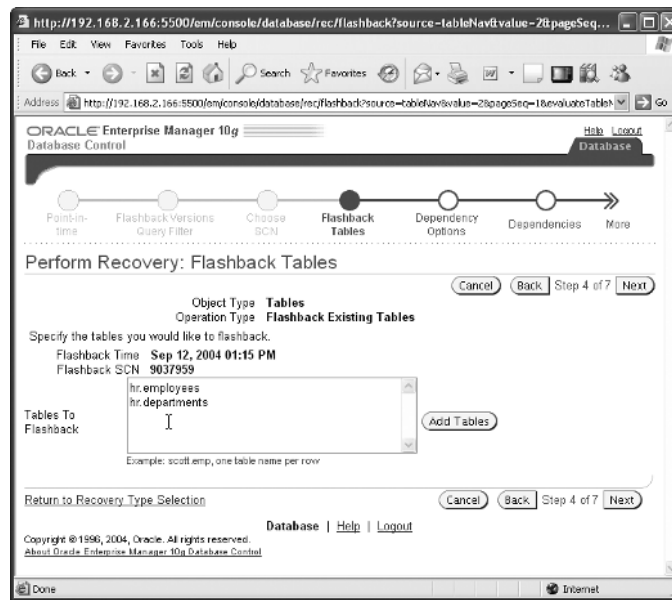 http://192.168.2.166:5500/em/console/database/rec/flashback?source=tableNav&value=2&pageSeq...
File Edit View Favorites Tools Help
Back Search Favorites
Address http://192.168.2.166:5500/em/console/database/rec/flashback?source=tableNav&value=2&pageSeq=1&evaluateTableN Go
ORACLE Enterprise Manager 10g
Database Control
Help Logout
Database
Point-in-time
Flashback Versions Query Filter
Choose SCN
Flashback Tables
Dependency Options
Dependencies
More
Perform Recovery: Flashback Tables
Cancel Back Step 4 of 7 Next
Object Type Tables
Operation Type Flashback Existing Tables
Specify the tables you would like to flashback.
Flashback Time Sep 12, 2004 01:15 PM
Flashback SCN 9037959
Tables To Flashback
hr.employees
hr.departments
Add Tables
Example: scott.emp, one table name per row
Return to Recovery Type Selection
Cancel Back Step 4 of 7 Next
Database | Help | Logout
Copyright © 1996, 2004, Oracle. All rights reserved.
About Oracle Enterprise Manager 10g Database Control
Done
Internet